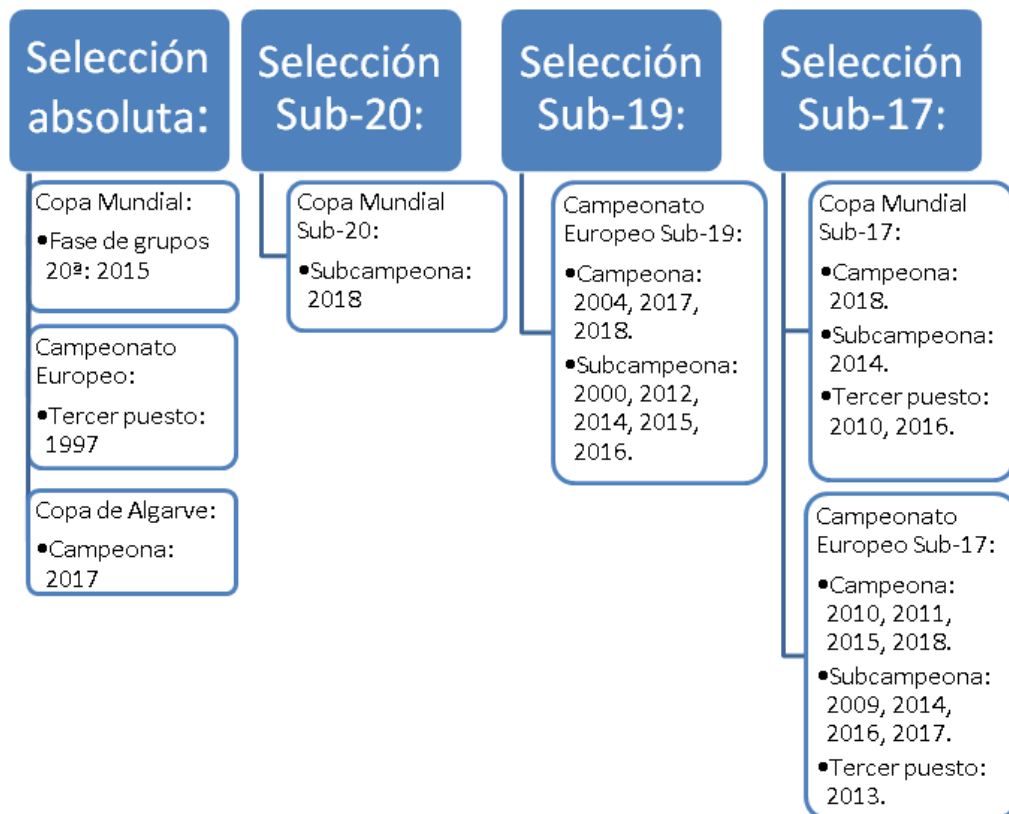 Selección
absoluta:
Copa Mundial:
•Fase de grupos
20ª: 2015
Campeonato
Europeo:
•Tercer puesto:
1997
Copa de Algarve:
•Campeona:
2017
Selección
Sub-20:
Copa Mundial
Sub-20:
•Subcampeona:
2018
Selección
Sub-19:
Campeonato
Europeo Sub-19:
•Campeona:
2004, 2017,
2018.
•Subcampeona:
2000, 2012,
2014, 2015,
2016.
Selección
Sub-17:
Copa Mundial
Sub-17:
•Campeona:
2018.
•Subcampeona:
2014.
•Tercer puesto:
2010, 2016.
Campeonato
Europeo Sub-17:
•Campeona:
2010, 2011,
2015, 2018.
•Subcampeona:
2009, 2014,
2016, 2017.
•Tercer puesto:
2013.